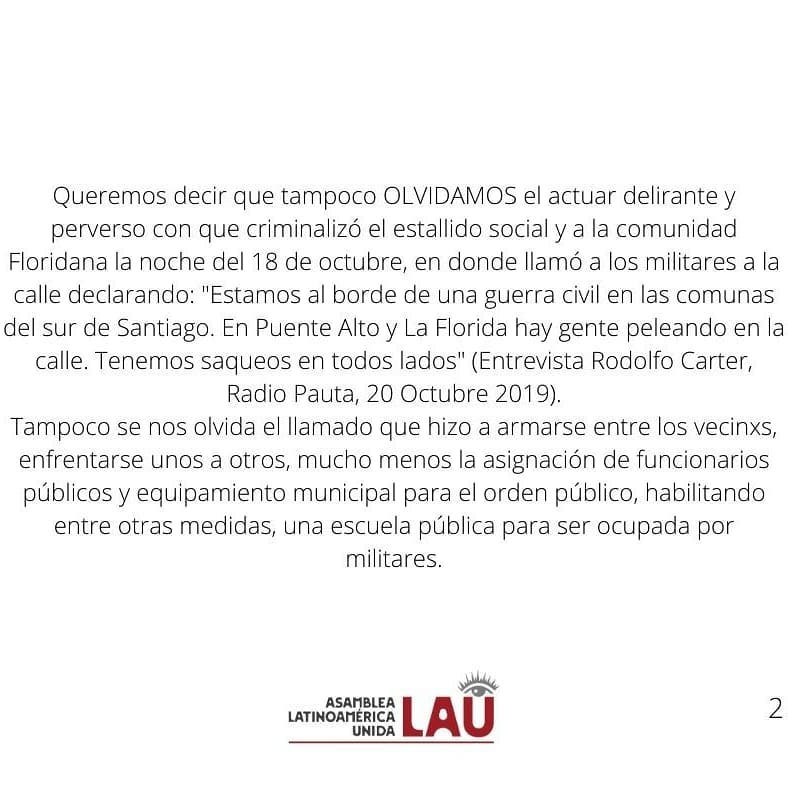 Queremos decir que tampoco OLVIDAMOS el actuar delirante y
perverso con que criminalizó el estallido social y a la comunidad
Floridana la noche del 18 de octubre, en donde llamó a los militares a la
calle declarando: "Estamos al borde de una guerra civil en las comunas
del sur de Santiago. En Puente Alto y La Florida hay gente peleando en la
calle. Tenemos saqueos en todos lados" (Entrevista Rodolfo Carter,
Radio Pauta, 20 Octubre 2019).
Tampoco se nos olvida el llamado que hizo a armarse entre los vecinxs,
enfrentarse unos a otros, mucho menos la asignación de funcionarios
públicos y equipamiento municipal para el orden público, habilitando
entre otras medidas, una escuela pública para ser ocupada por
militares.
ASAMBLEA
LATINOAMÉRICA
UNIDA
LAU
2